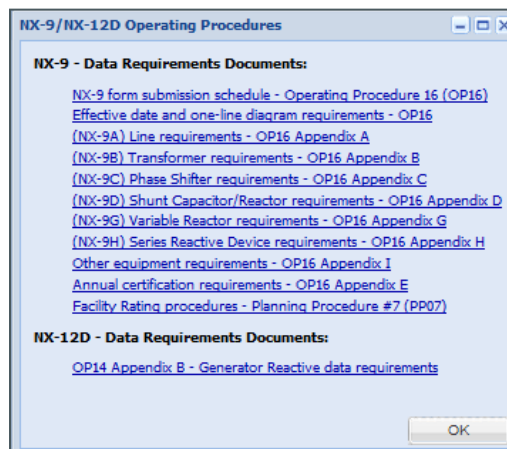 NX-9/NX-12D Operating Procedures
NX-9 - Data Requirements Documents:
NX-9 form submission schedule - Operating Procedure 16 (OP16)
Effective date and one-line diagram requirements - OP16
(NX-9A) Line requirements - OP16 Appendix A
(NX-9B) Transformer requirements - OP16 Appendix B
(NX-9C) Phase Shifter requirements - OP16 Appendix C
(NX-9D) Shunt Capacitor/Reactor requirements - OP16 Appendix D
(NX-9G) Variable Reactor requirements - OP16 Appendix G
(NX-9H) Series Reactive Device requirements - OP16 Appendix H
Other equipment requirements - OP16 Appendix I
Annual certification requirements - OP16 Appendix E
Facility Rating procedures - Planning Procedure #7 (PP07)
NX-12D - Data Requirements Documents:
OP14 Appendix B - Generator Reactive data requirements
OK